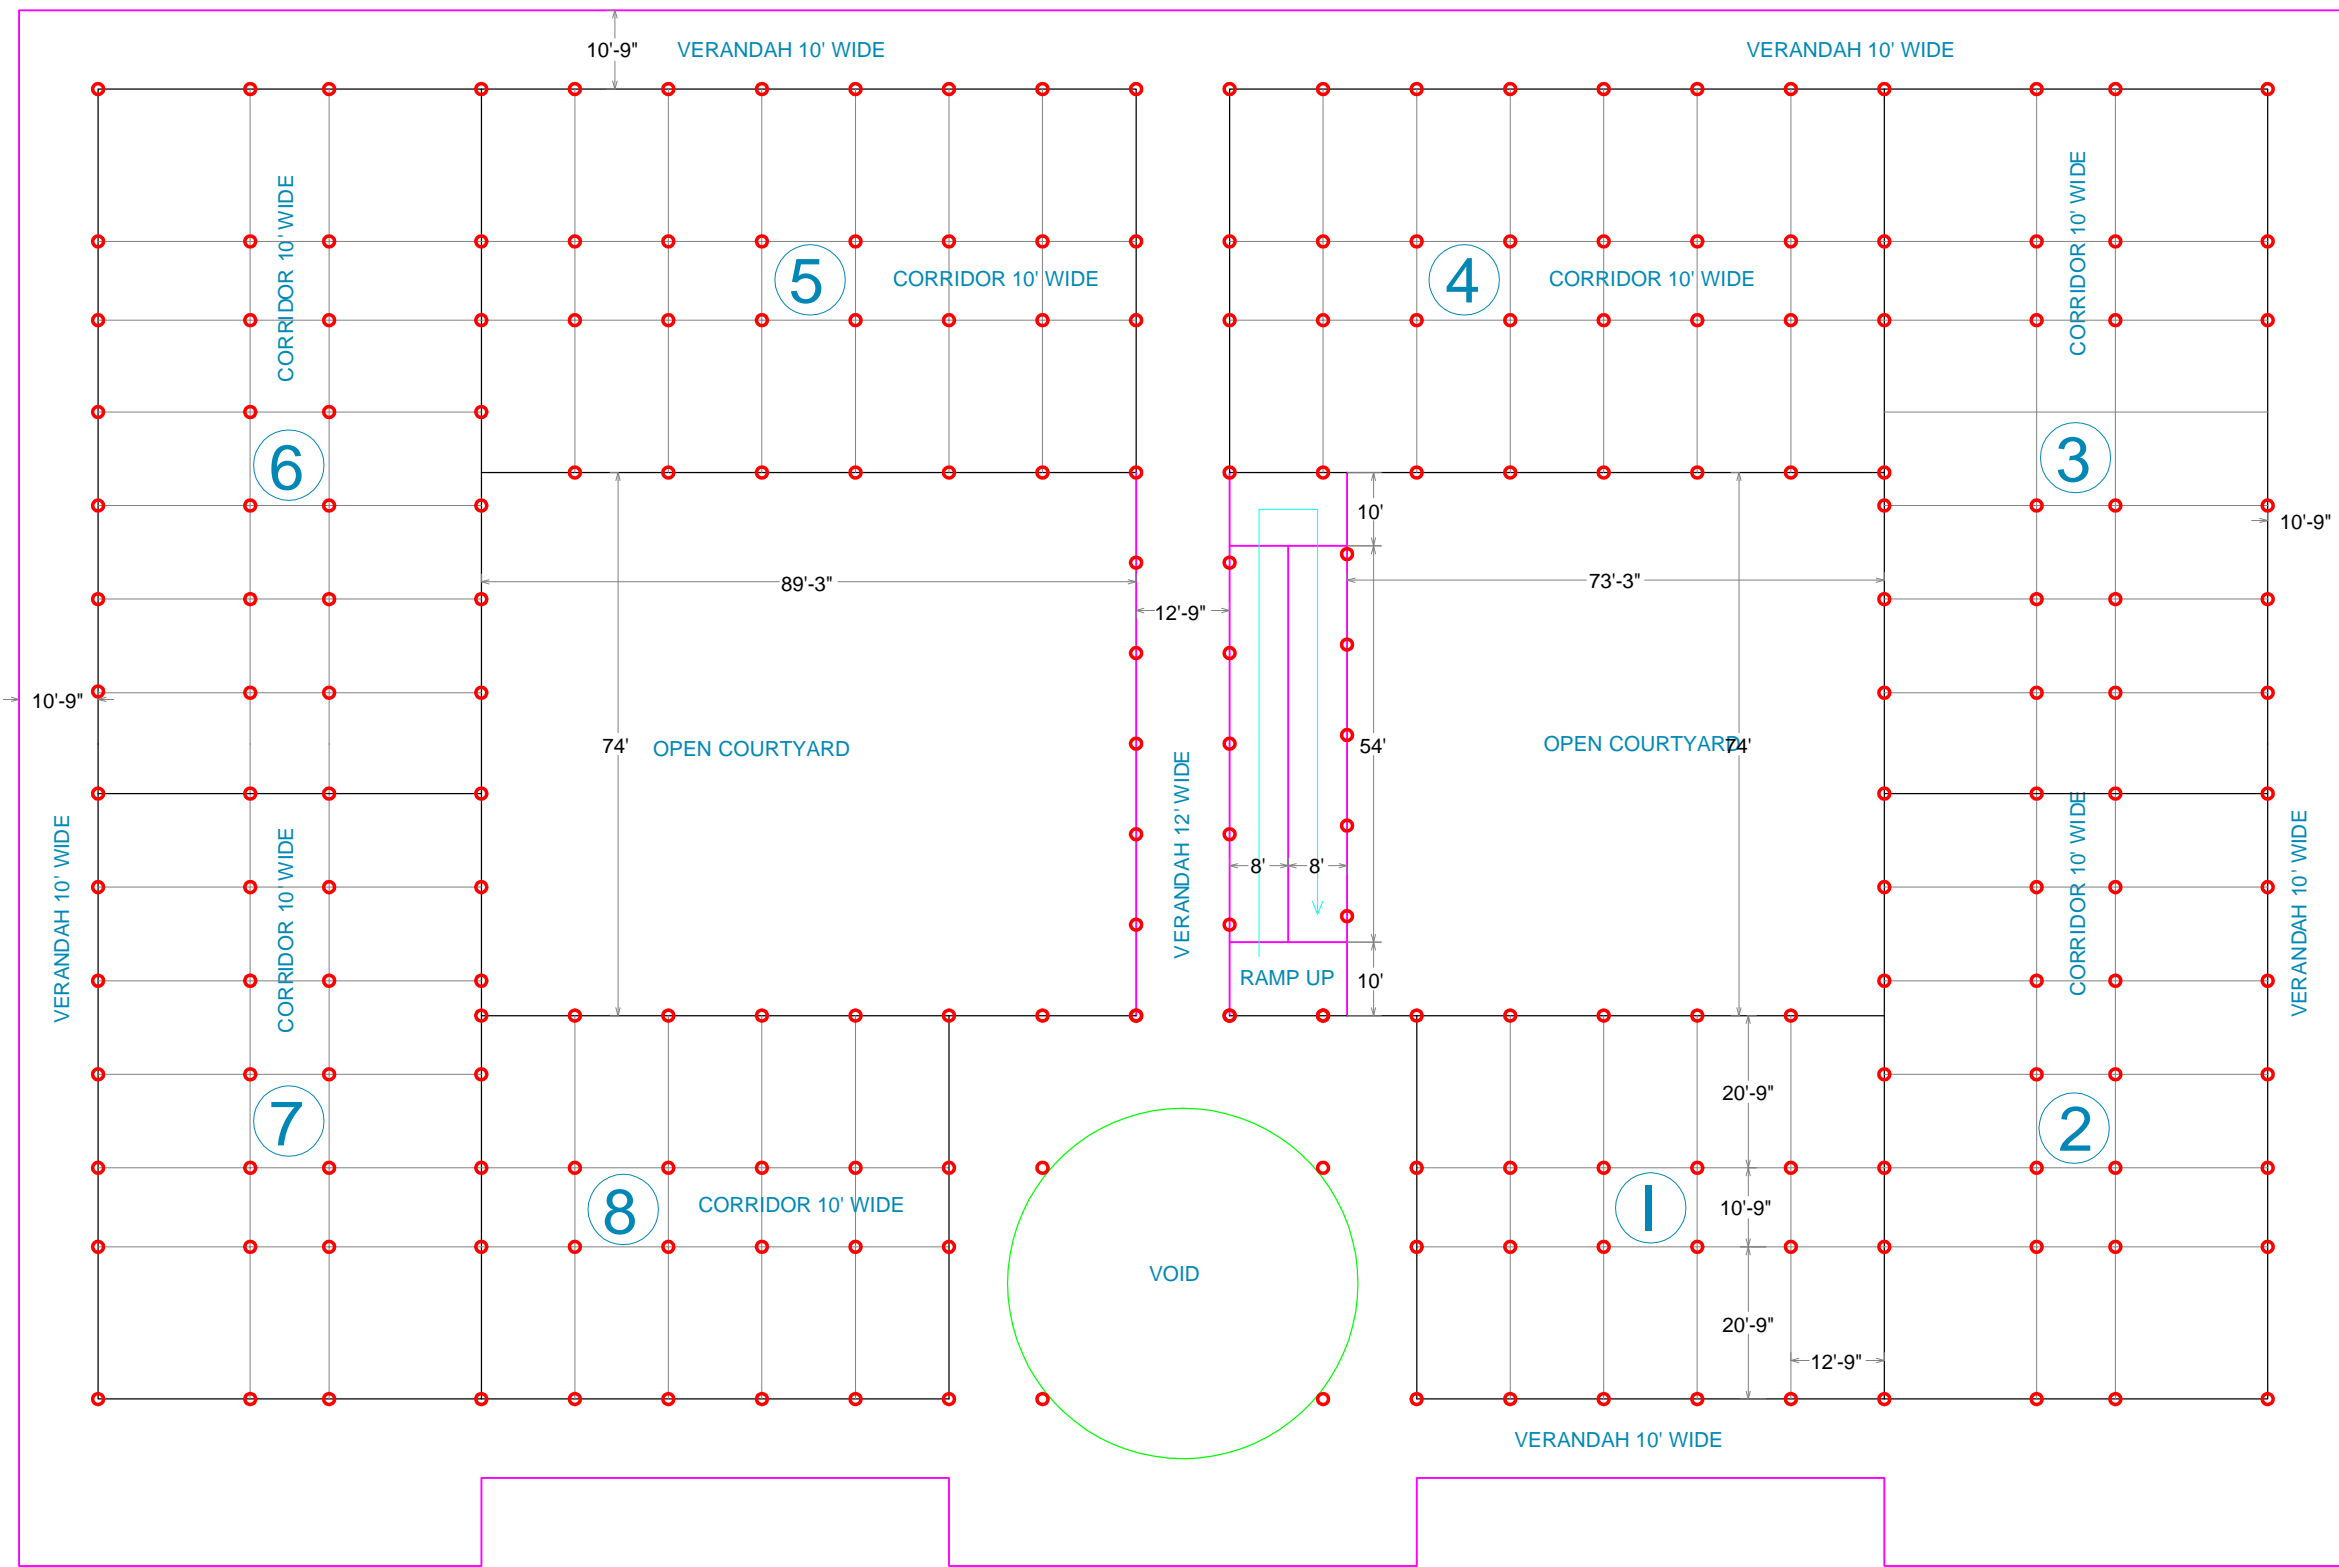 10'-9"
VERANDAH 10' WIDE
VERANDAH 10' WIDE
CORRIDOR 10' WIDE
CORRIDOR 10' WIDE
5
CORRIDOR 10' WIDE
4
CORRIDOR 10' WIDE
6
3
10'
10'-9"
89'-3"
12'-9"
73'-3"
10'-9"
74'
OPEN COURTYARD
54'
OPEN COURTYARD
74'
VERANDAH 12' WIDE
8'
8'
VERANDAH 10' WIDE
CORRIDOR 10' WIDE
CORRIDOR 10' WIDE
VERANDAH 10' WIDE
RAMP UP
10'
20'-9"
7
2
8
CORRIDOR 10' WIDE
1
10'-9"
VOID
20'-9"
12'-9"
VERANDAH 10' WIDE